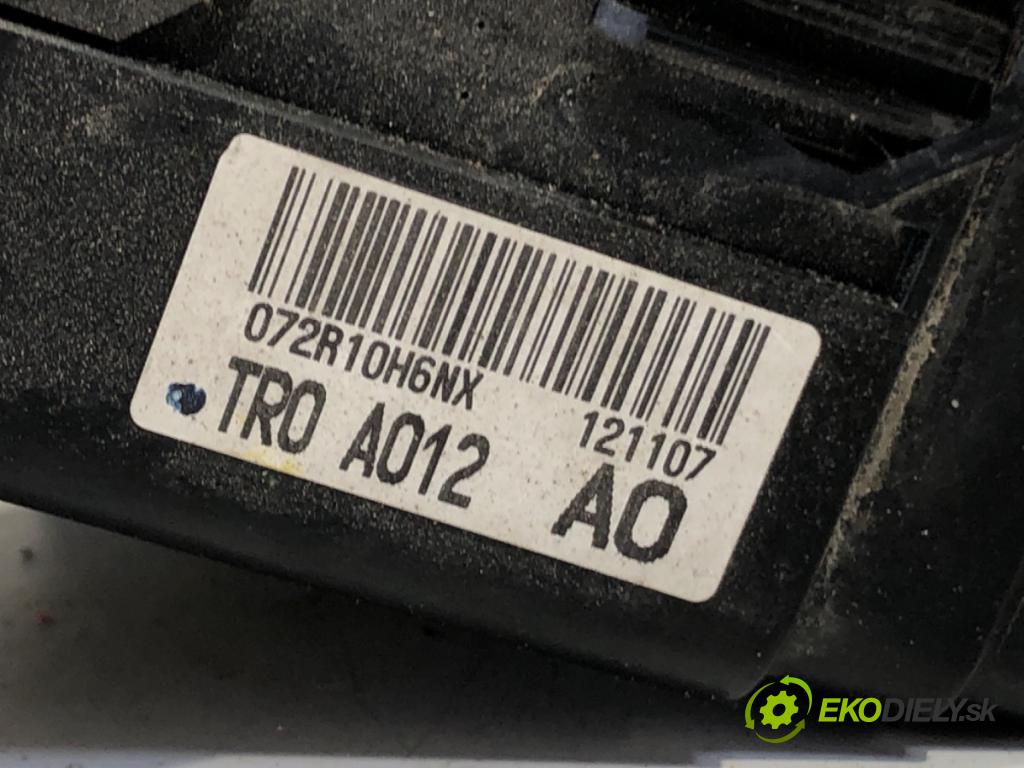 072R10H6NX 121107
TR0 A012 A0
EKODIELY.sk